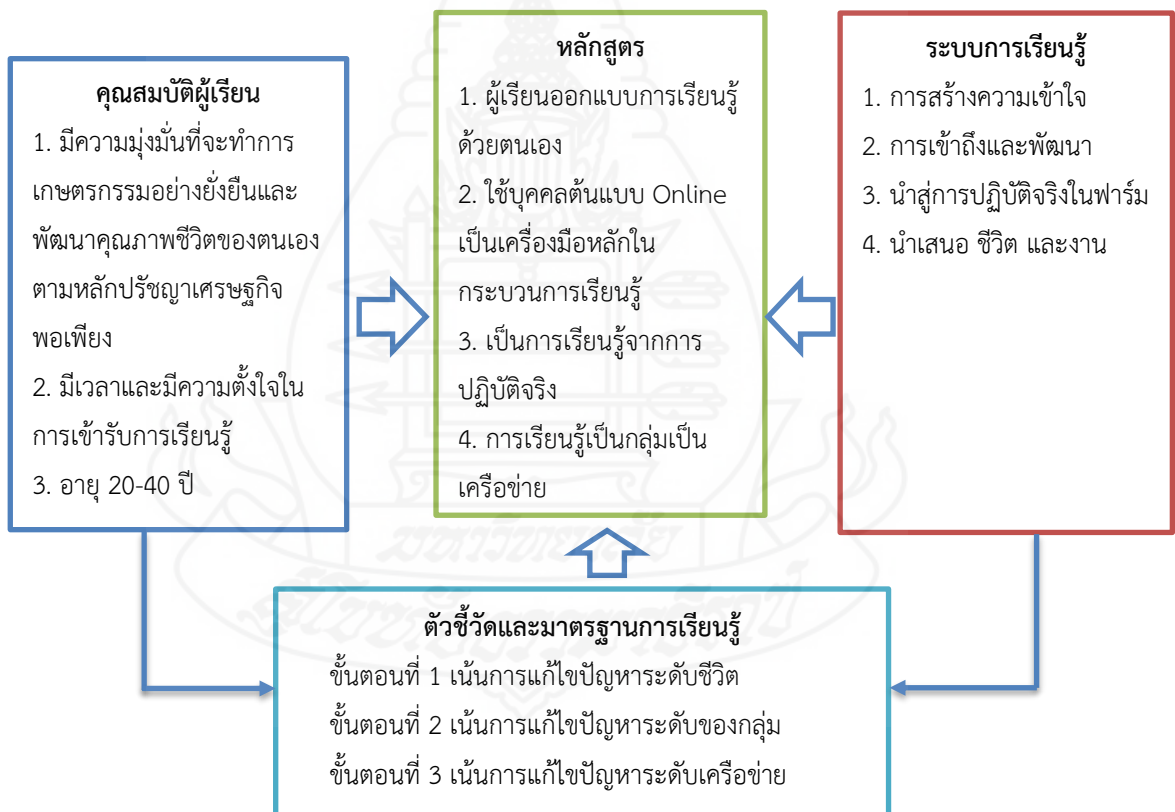 คุณสมบัติผู้เรียน
1. มีความมุ่งมั่นที่จะทำการ
เกษตรกรรมอย่างยั่งยืนและ
พัฒนาคุณภาพชีวิตของตนเอง
ตามหลักปรัชญาเศรษฐกิจ
พอเพียง
2. มีเวลาและมีความตั้งใจใน
การเข้ารับการเรียนรู้
3. อายุ 20-40 ปี
หลักสูตร
1. ผู้เรียนออกแบบการเรียนรู้
ด้วยตนเอง
2. ใช้บุคคลต้นแบบ Online
เป็นเครื่องมือหลักใน
กระบวนการเรียนรู้
3. เป็นการเรียนรู้จากการ
ปฏิบัติจริง
4. การเรียนรู้เป็นกลุ่มเป็น
เครือข่าย
ระบบการเรียนรู้
1. การสร้างความเข้าใจ
2. การเข้าถึงและพัฒนา
3. นำสู่การปฏิบัติจริงในฟาร์ม
4. นำเสนอ ชีวิต และงาน
มหาวิทยาลัย
สุโขทัยธรรมาธิราช
ตัวชี้วัดและมาตรฐานการเรียนรู้
ขั้นตอนที่ 1 เน้นการแก้ไขปัญหาระดับชีวิต
ขั้นตอนที่ 2 เน้นการแก้ไขปัญหาระดับของกลุ่ม
ขั้นตอนที่ 3 เน้นการแก้ไขปัญหาระดับเครือข่าย